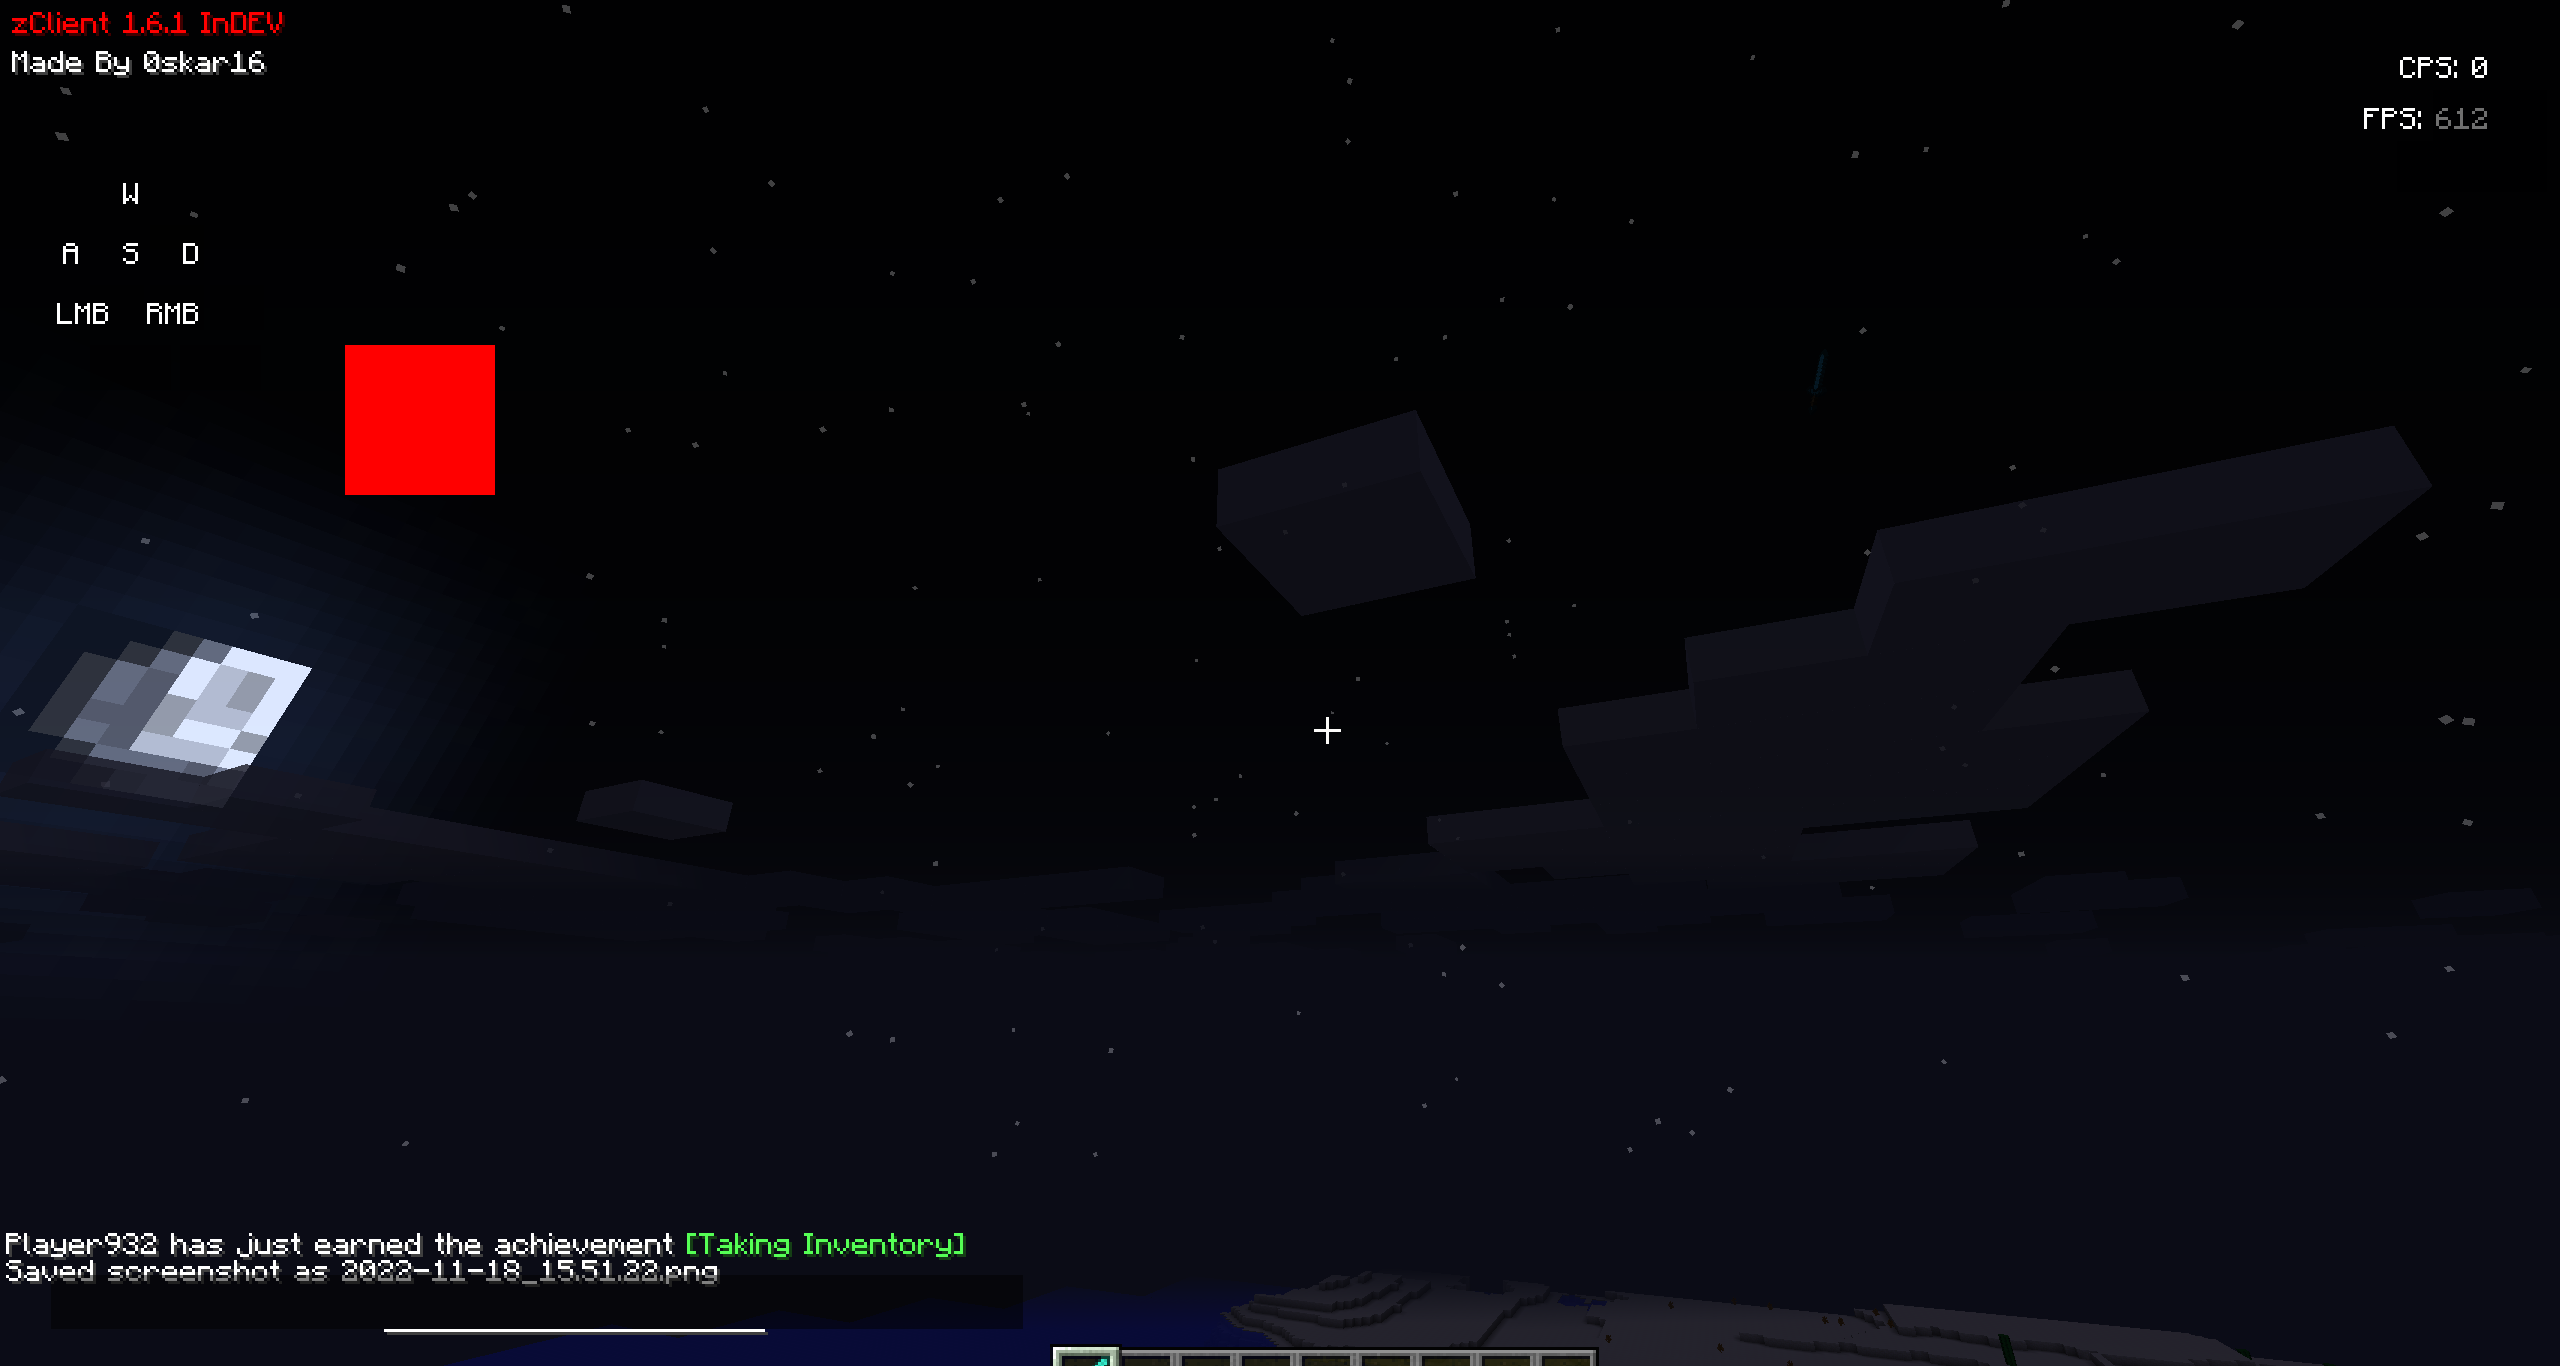 zClient 1.6.1 InDEV
Made By 0skar16
CPS: 0
FPS: 612
W
A S D
LMB RMB
Player932 has just earned the achievement [Taking Inventory]
Saved screenshot as 2022-11-18_15.51.22.png